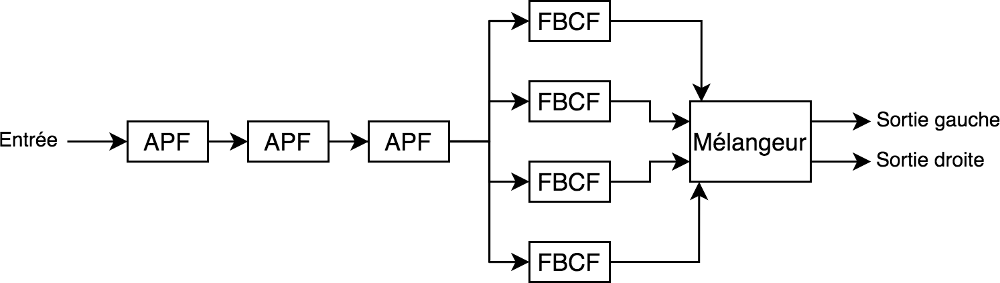 FBCF
FBCF
Entrée
APF
APF
APF
FBCF
FBCF
Mélangeur
Sortie gauche
Sortie droite